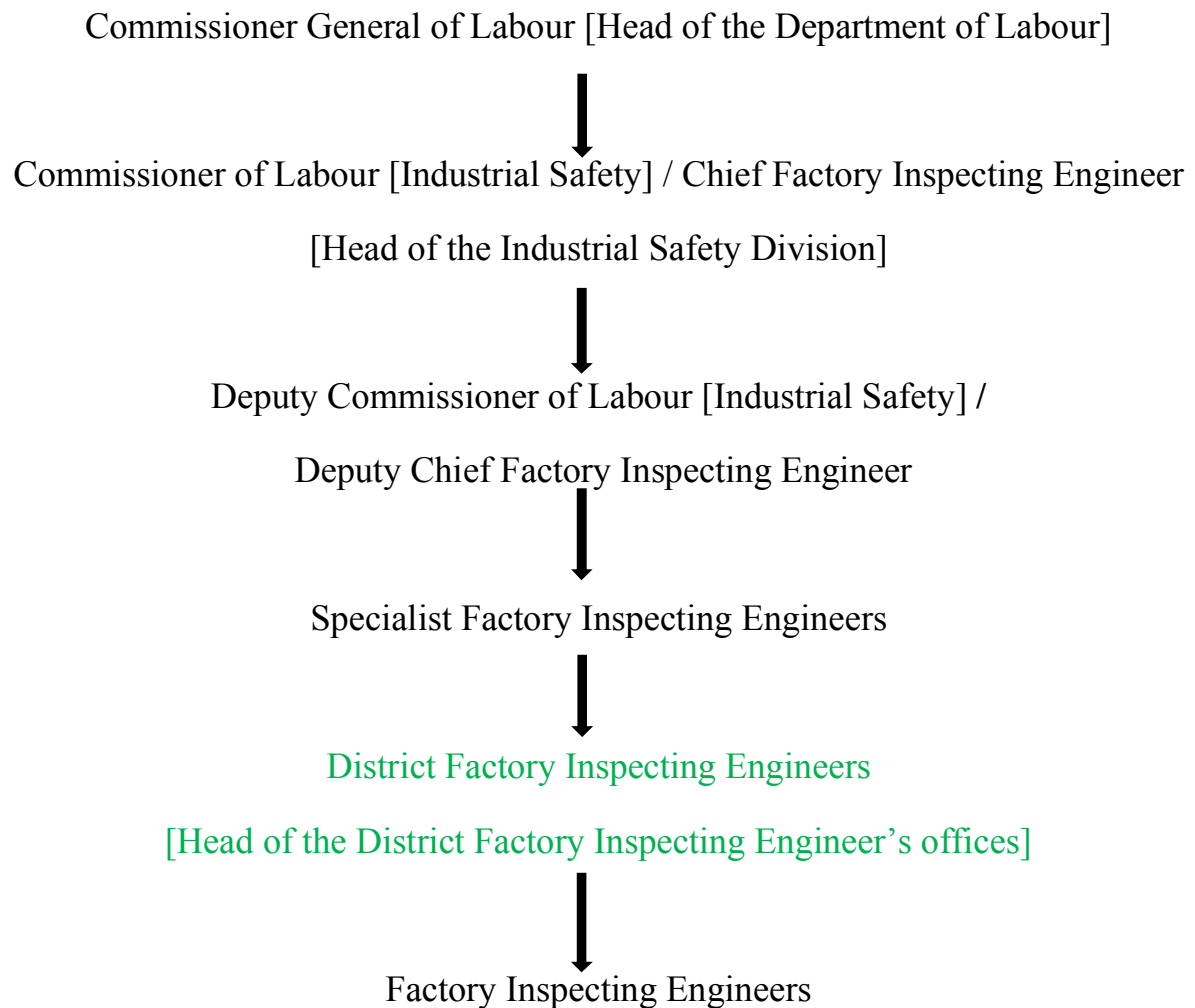 Commissioner General of Labour [Head of the Department of Labour]
Commissioner of Labour [Industrial Safety] / Chief Factory Inspecting Engineer
[Head of the Industrial Safety Division]
Deputy Commissioner of Labour [Industrial Safety] /
Deputy Chief Factory Inspecting Engineer
Specialist Factory Inspecting Engineers
District Factory Inspecting Engineers
[Head of the District Factory Inspecting Engineer’s offices]
Factory Inspecting Engineers